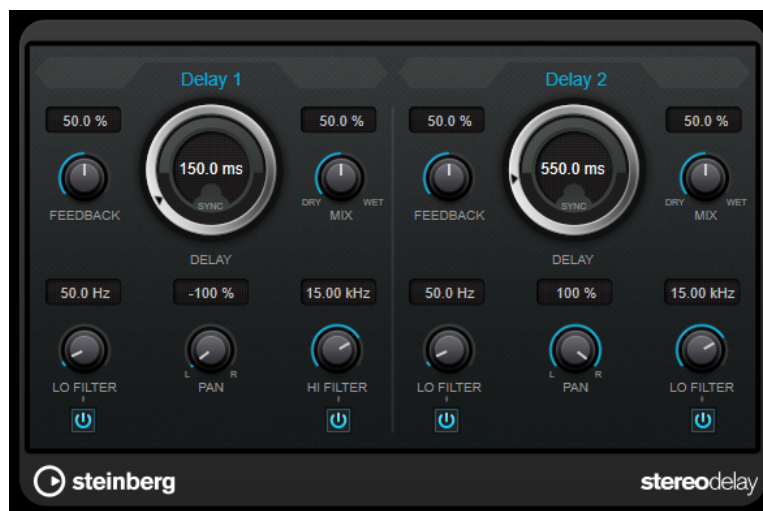 Delay 1
Delay 2
50.0 %
50.0 %
50.0 %
50.0 %
150.0 ms
550.0 ms
SYNC
SYNC
FEEDBACK
DRY
WET
MIX
FEEDBACK
DRY
WET
MIX
DELAY
DELAY
50.0 Hz
-100 %
15.00 kHz
50.0 Hz
100 %
15.00 kHz
L
R
L
R
LO FILTER
PAN
HI FILTER
LO FILTER
PAN
LO FILTER
steinberg
stereodelay